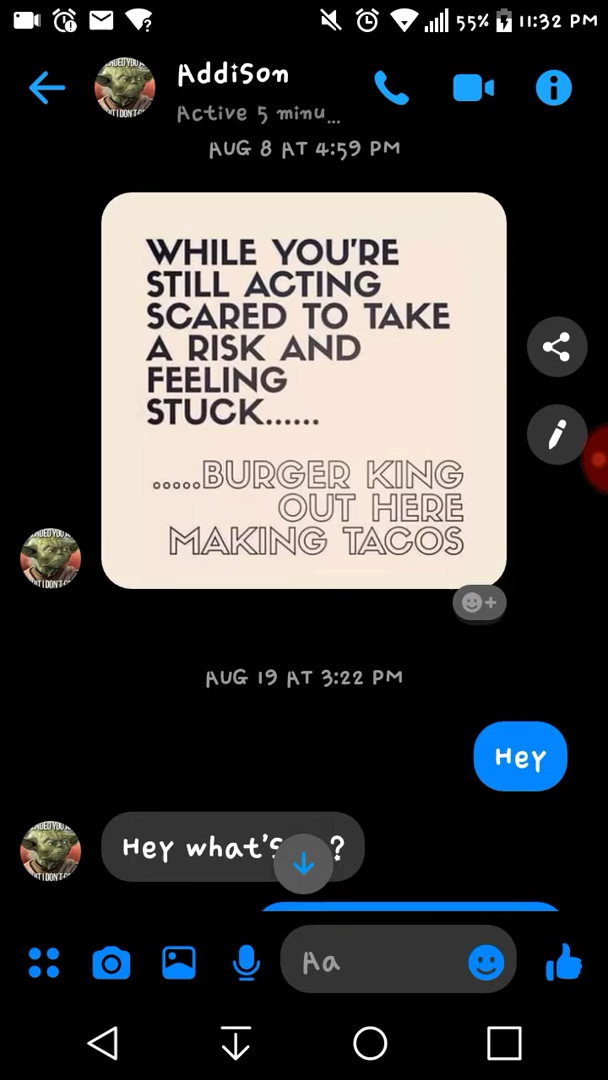 55% 11:32 PM
Addison
Active 5 minu...
AUG 8 AT 4:59 PM
WHILE YOU'RE
STILL ACTING
SCARED TO TAKE
A RISK AND
FEELING
STUCK......
.....BURGER KING
OUT HERE
MAKING TACOS
AUG 19 AT 3:22 PM
Hey
Hey what's ?
Aa